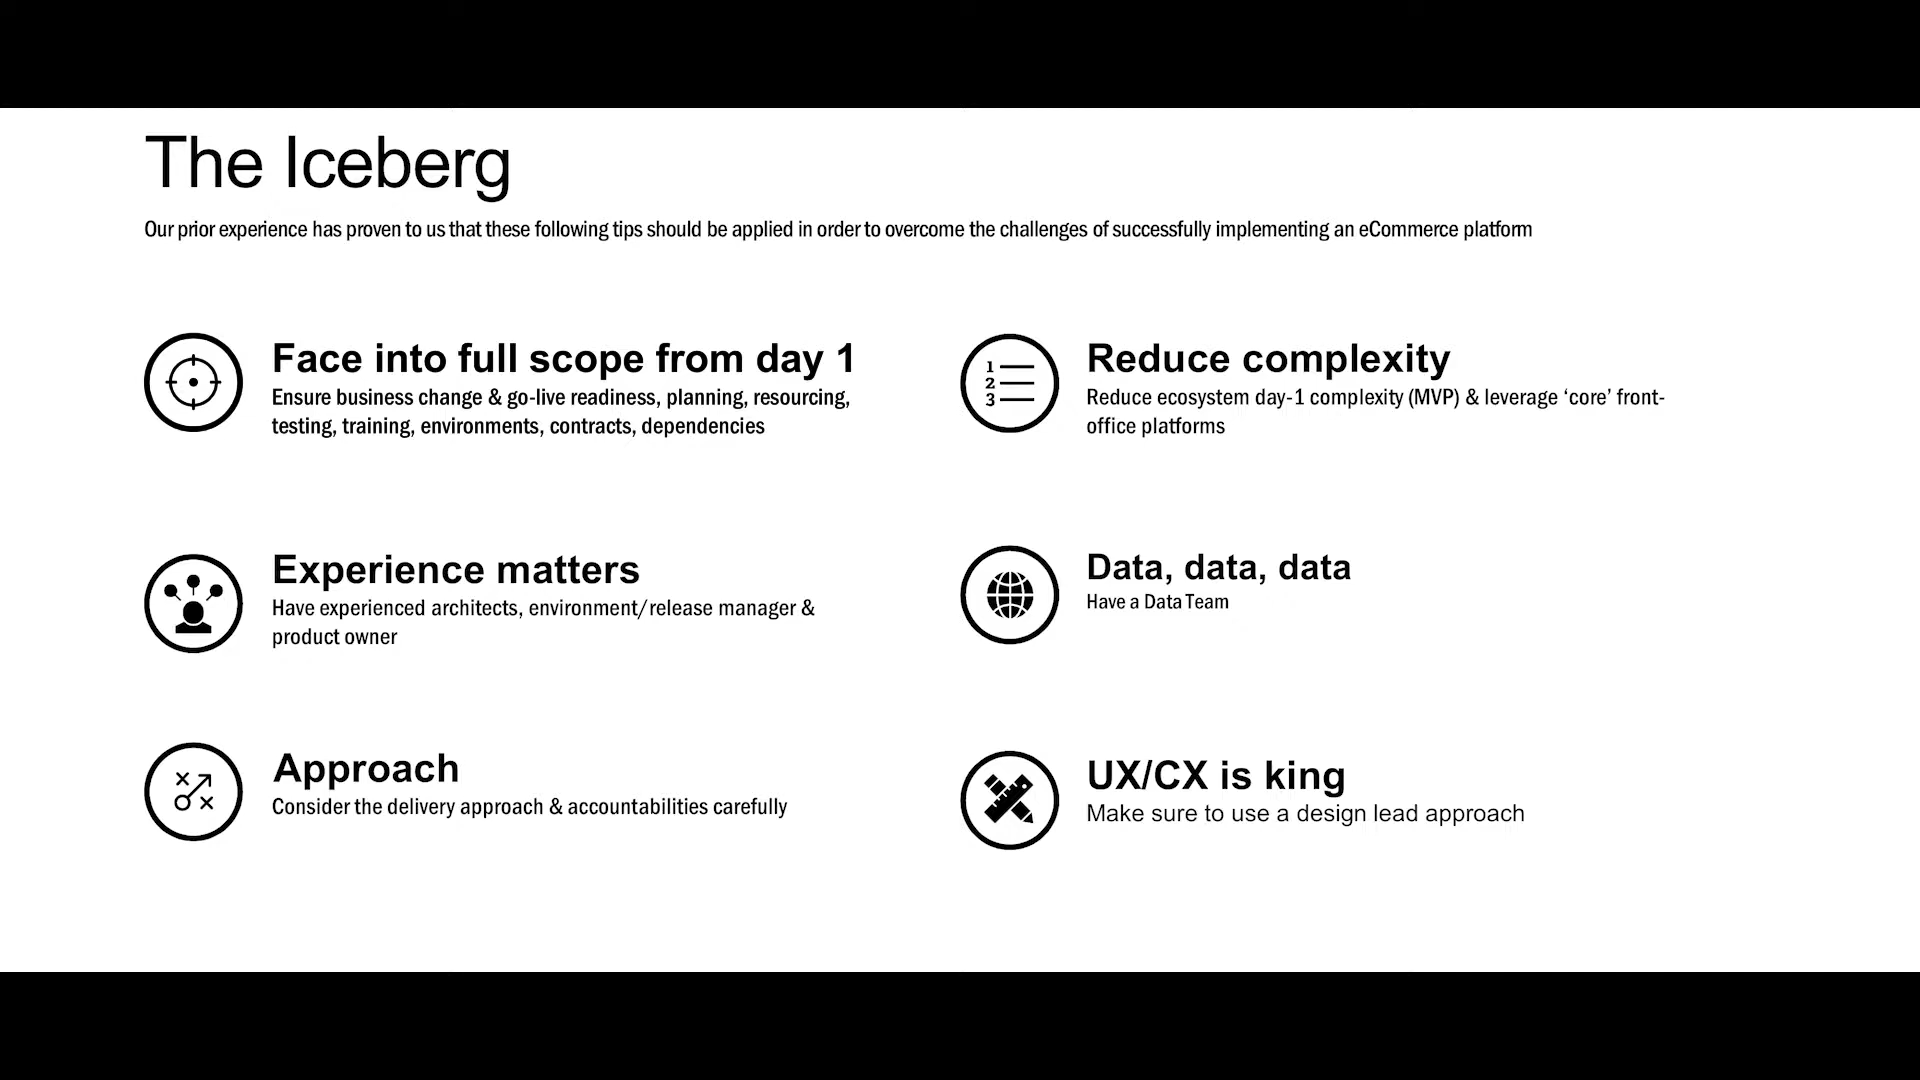 The Iceberg
Our prior experience has proven to us that these following tips should be applied in order to overcome the challenges of successfully implementing an eCommerce platform
Face into full scope from day 1
Ensure business change & go-live readiness, planning, resourcing,
testing, training, environments, contracts, dependencies
1
2
3
Reduce complexity
Reduce ecosystem day-1 complexity (MVP) & leverage ‘core’ front-
office platforms
Experience matters
Have experienced architects, environment/release manager &
product owner
Data, data, data
Have a Data Team
Approach
Consider the delivery approach & accountabilities carefully
UX/CX is king
Make sure to use a design lead approach